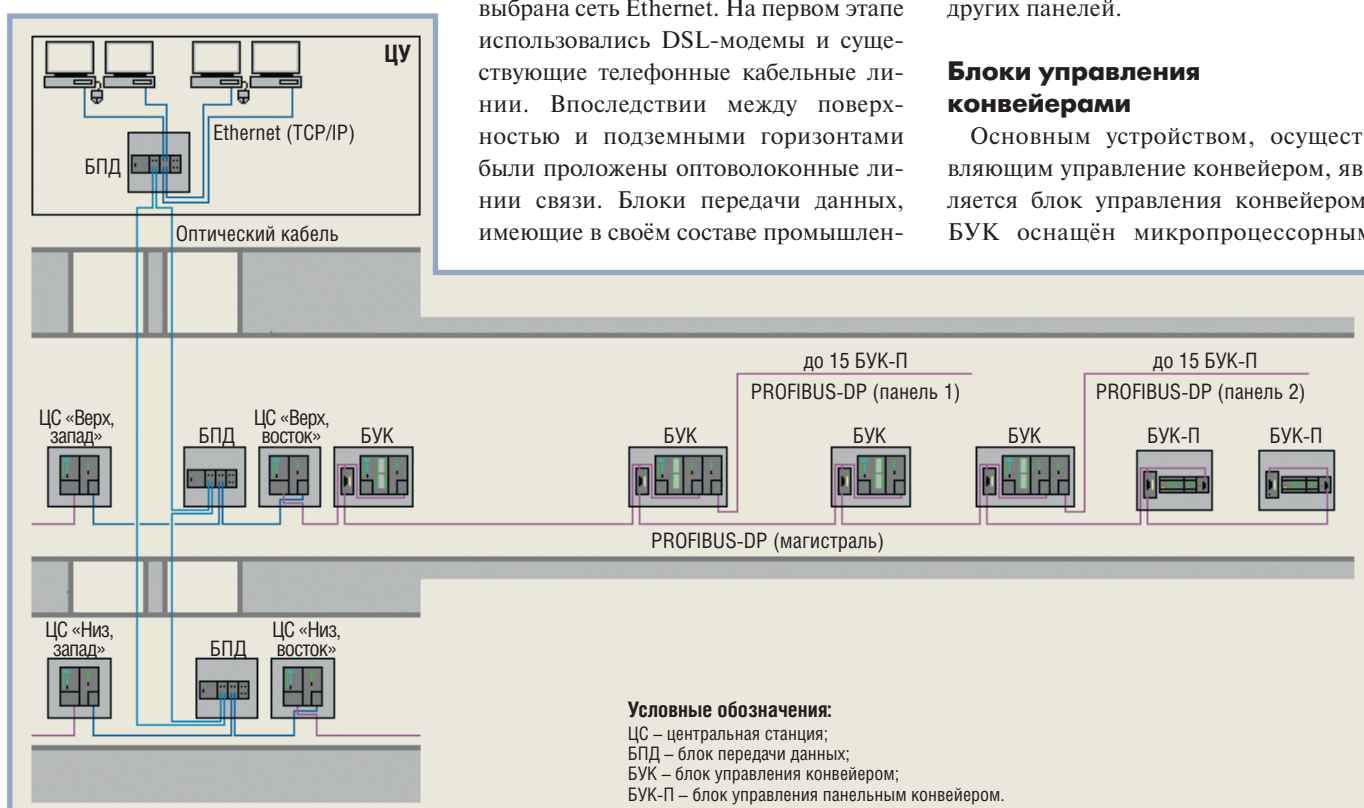 выбрана сеть Ethernet. На первом этапе
использовались DSL-модемы и суще-
ствующие телефонные кабельные ли-
нии. Впоследствии между поверх-
ностью и подземными горизонтами
были проложены оптоволоконные ли-
нии связи. Блоки передачи данных,
имеющие в своём составе промышлен-
других панелей.
Блоки управления
конвейерами
Основным устройством, осущест
вляющим управление конвейером, яв
ляется блок управления конвейером
БУК оснащён микропроцессорным
ЦУ
Ethernet (TCP/IP)
БПД
Оптический кабель
до 15 БУК-П
PROFIBUS-DP (панель 1)
до 15 БУК-П
PROFIBUS-DP (панель 2)
ЦС «Верх,
запад»
БПД
ЦС «Верх,
восток»
БУК
БУК
БУК
БУК
БУК-П
БУК-П
PROFIBUS-DP (магистраль)
ЦС «Низ,
запад»
БПД
ЦС «Низ,
восток»
Условные обозначения:
ЦС – центральная станция;
БПД – блок передачи данных;
БУК – блок управления конвейером;
БУК-П – блок управления панельным конвейером.